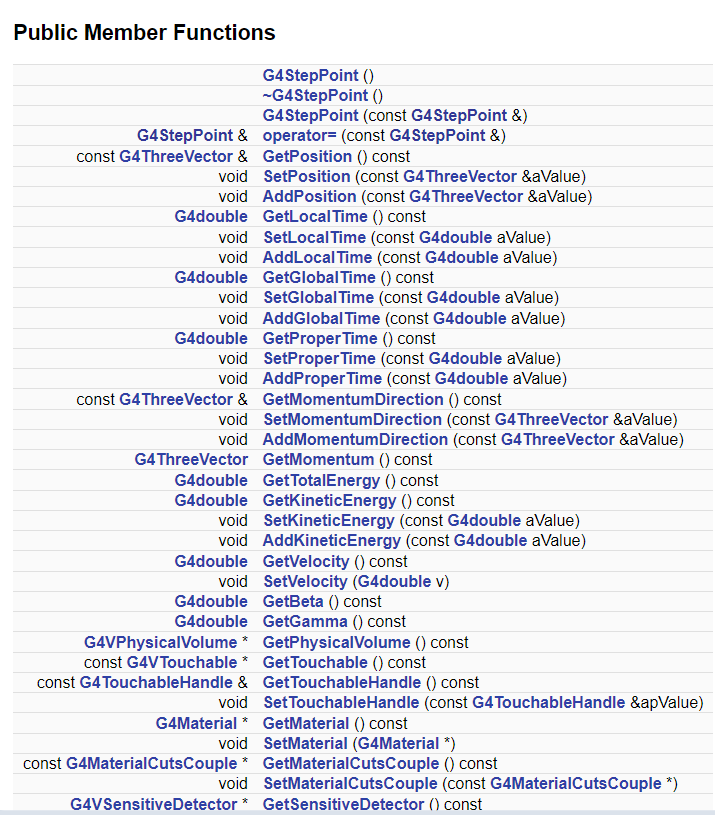 Public Member Functions
G4StepPoint ()
~G4StepPoint ()
G4StepPoint (const G4StepPoint &)
G4StepPoint & operator= (const G4StepPoint &)
const G4ThreeVector & GetPosition () const
void SetPosition (const G4ThreeVector &aValue)
void AddPosition (const G4ThreeVector &aValue)
G4double GetLocalTime () const
void SetLocalTime (const G4double aValue)
void AddLocalTime (const G4double aValue)
G4double GetGlobalTime () const
void SetGlobalTime (const G4double aValue)
void AddGlobalTime (const G4double aValue)
G4double GetProperTime () const
void SetProperTime (const G4double aValue)
void AddProperTime (const G4double aValue)
const G4ThreeVector & GetMomentumDirection () const
void SetMomentumDirection (const G4ThreeVector &aValue)
void AddMomentumDirection (const G4ThreeVector &aValue)
G4ThreeVector GetMomentum () const
G4double GetTotalEnergy () const
G4double GetKineticEnergy () const
void SetKineticEnergy (const G4double aValue)
void AddKineticEnergy (const G4double aValue)
G4double GetVelocity () const
void SetVelocity (G4double v)
G4double GetBeta () const
G4double GetGamma () const
G4VPhysicalVolume * GetPhysicalVolume () const
const G4VTouchable * GetTouchable () const
const G4TouchableHandle & GetTouchableHandle () const
void SetTouchableHandle (const G4TouchableHandle &apValue)
G4Material * GetMaterial () const
void SetMaterial (G4Material *)
const G4MaterialCutsCouple * GetMaterialCutsCouple () const
void SetMaterialCutsCouple (const G4MaterialCutsCouple *)
G4VSensitiveDetector * GetSensitiveDetector () const